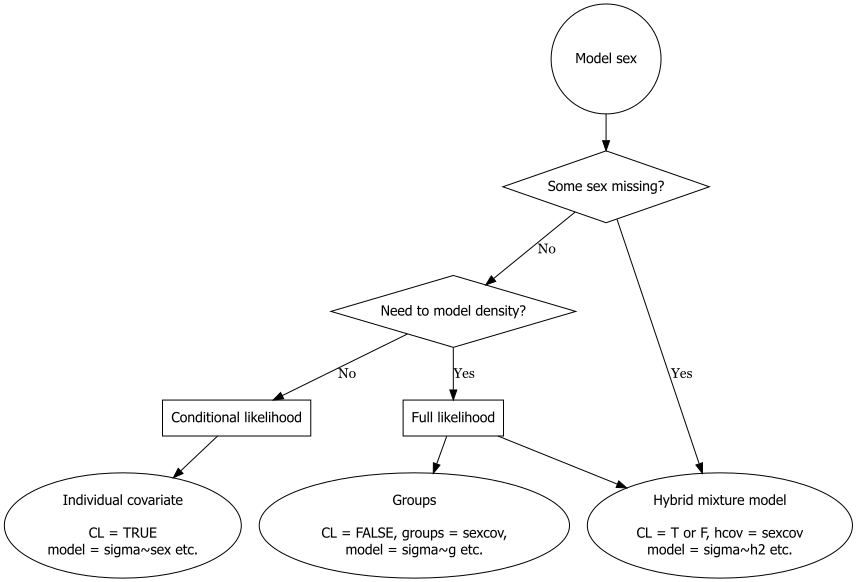 Model sex
Some sex missing?
No
Need to model density?
No
Yes
Yes
Conditional likelihood
Full likelihood
Individual covariate
CL = TRUE
model = sigma~sex etc.
Groups
CL = FALSE, groups = sexcov,
model = sigma~g etc.
Hybrid mixture model
CL = T or F, hcov = sexcov
model = sigma~h2 etc.